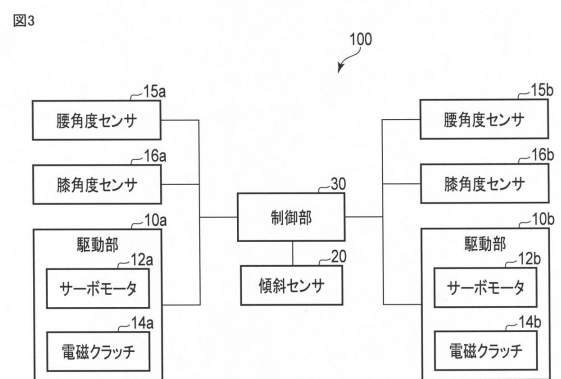 図3
100
15a
腰角度センサ
16a
膝角度センサ
10a
駆動部
12a
サーボモータ
14a
電磁クラッチ
30
制御部
20
傾斜センサ
15b
腰角度センサ
16b
膝角度センサ
10b
駆動部
12b
サーボモータ
14b
電磁クラッチ